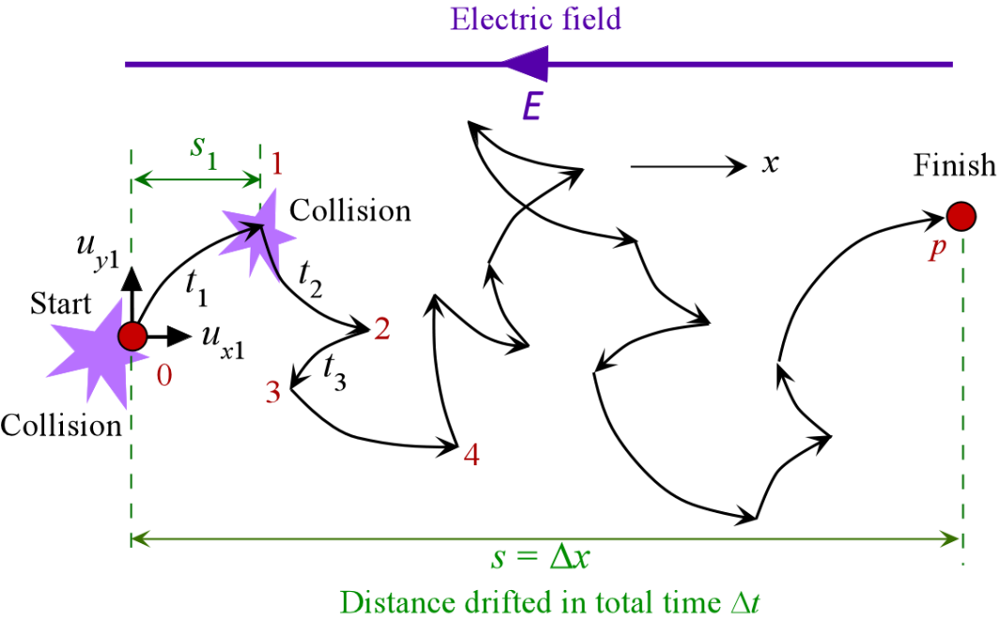 Electric field
E
s1
1
Collision
x
Finish
p
uy1
t1
t2
Start
ux1
2
0
t3
3
Collision
4
s = Δx
Distance drifted in total time Δt